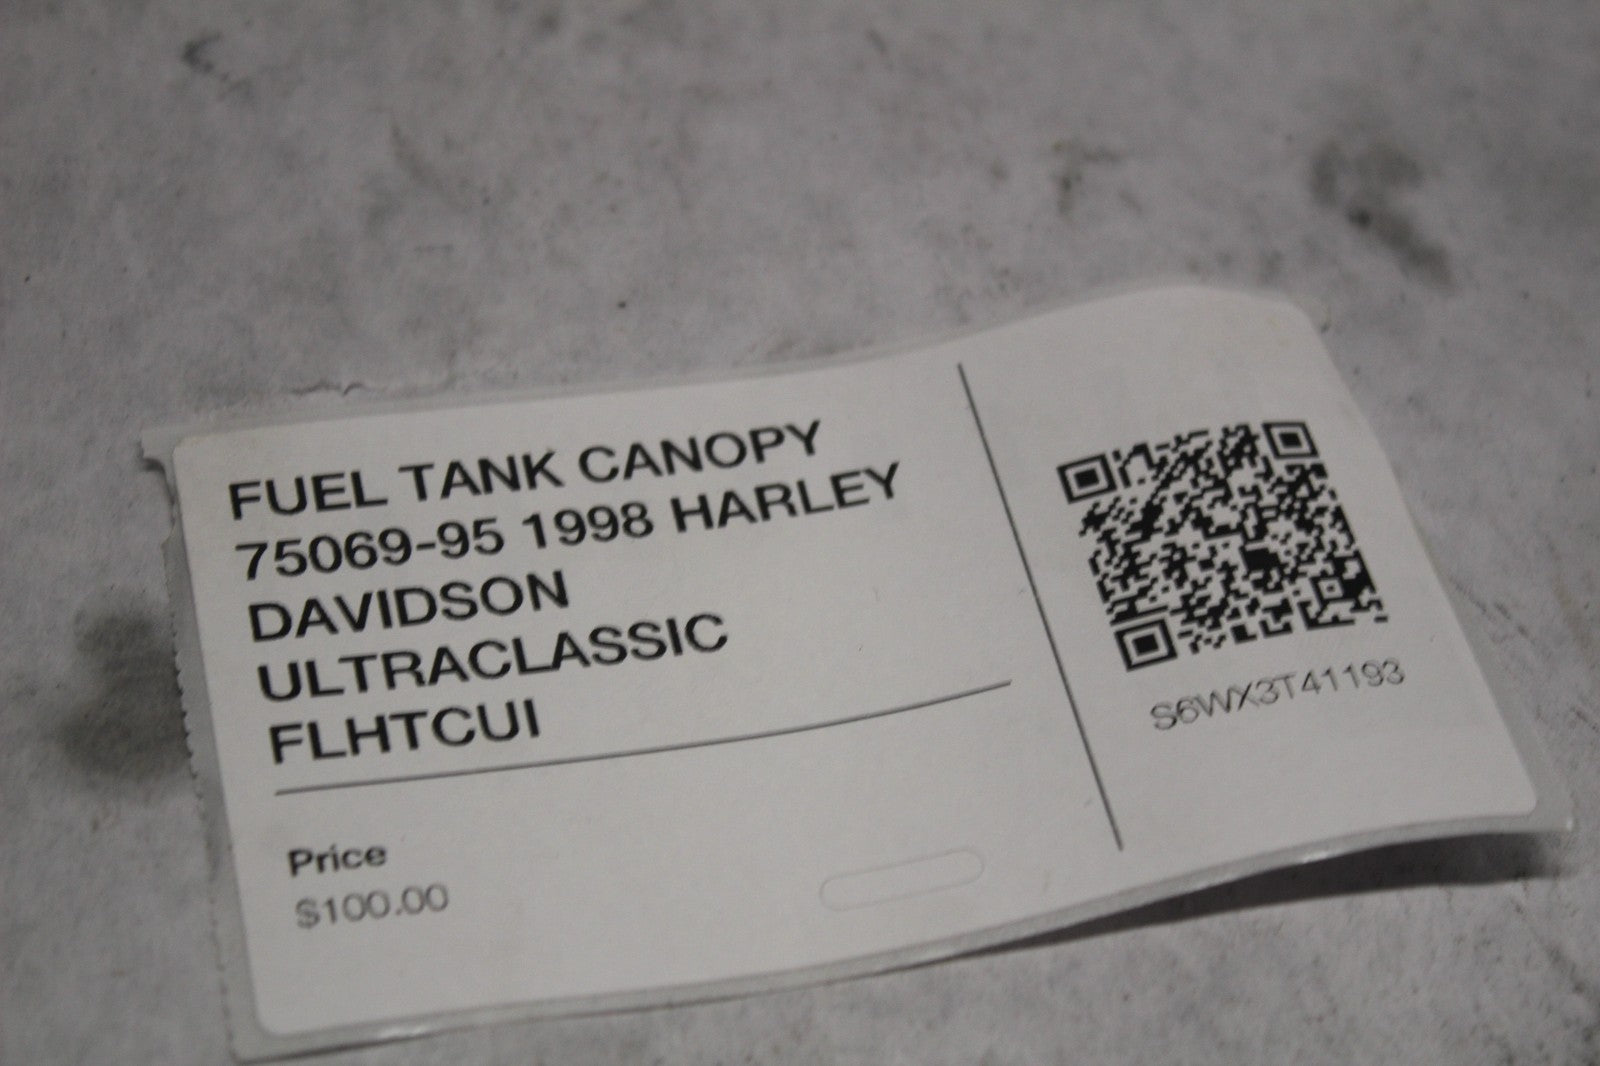 FUEL TANK CANOPY
75069-95 1998 HARLEY
DAVIDSON
ULTRACLASSIC
FLHTCUI
Price
$100.00
S6WX3T41193